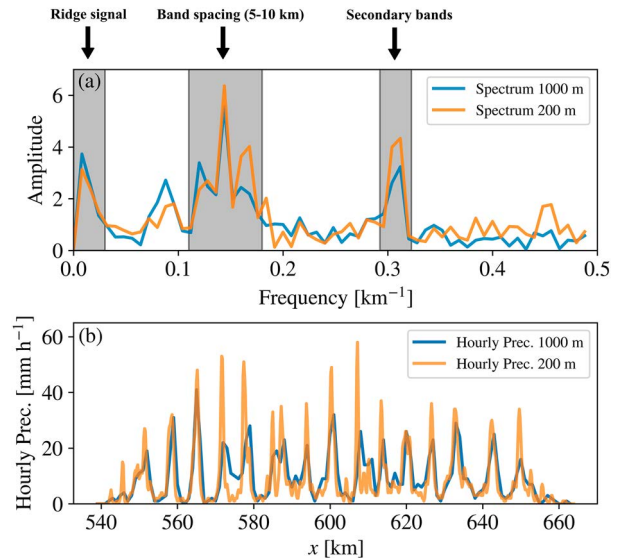 Ridge signal Band spacing (5-10 km) Secondary bands
(a)
Spectrum 1000 m
Spectrum 200 m
Amplitude
6
4
2
0
0.0 0.1 0.2 0.3 0.4 0.5
Frequency [km⁻¹]
(b)
Hourly Prec. 1000 m
Hourly Prec. 200 m
Hourly Prec. [mm h⁻¹]
60
40
20
0
540 560 580 600 620 640 660
x [km]